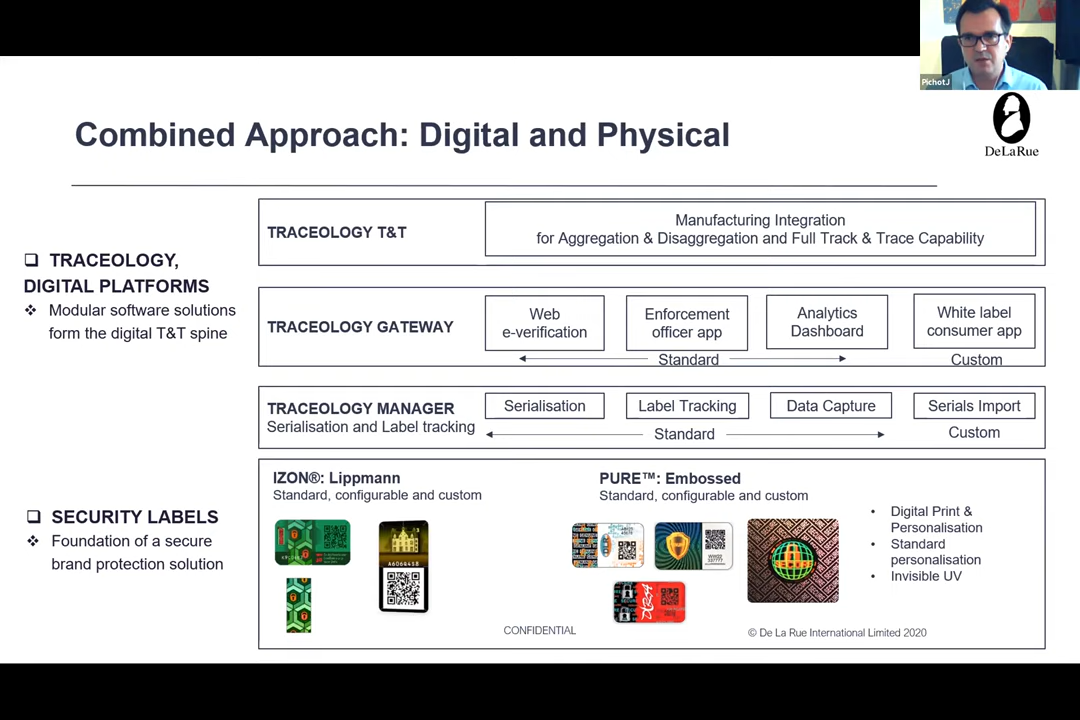 PichotJ
Combined Approach: Digital and Physical
DeLaRue
TRACEOLOGY,
DIGITAL PLATFORMS
Modular software solutions
form the digital T&T spine
TRACEOLOGY T&T
Manufacturing Integration
for Aggregation & Disaggregation and Full Track & Trace Capability
TRACEOLOGY GATEWAY
Web
e-verification
Enforcement
officer app
Analytics
Dashboard
White label
consumer app
Standard
Custom
TRACEOLOGY MANAGER
Serialisation and Label tracking
Serialisation
Label Tracking
Data Capture
Serials Import
Standard
Custom
SECURITY LABELS
Foundation of a secure
brand protection solution
IZON®: Lippmann
Standard, configurable and custom
A6069458
PURE™: Embossed
Standard, configurable and custom
• Digital Print &
Personalisation
• Standard
personalisation
• Invisible UV
CONFIDENTIAL
© De La Rue International Limited 2020